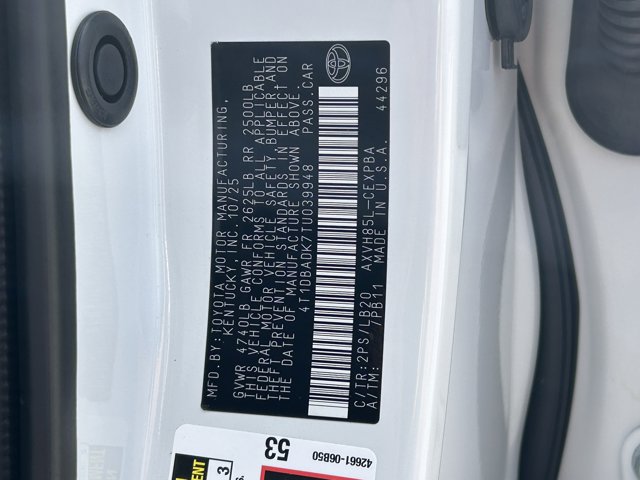 MFD. BY: TOYOTA MOTOR MANUFACTURING,
KENTUCKY, INC. 10/25
GVWR 4740LB GAWR FR 2625LB RR 2500LB
THIS VEHICLE CONFORMS TO ALL APPLICABLE
FEDERAL MOTOR VEHICLE SAFETY, BUMPER, AND
THEFT PREVENTION STANDARDS IN EFFECT ON
THE DATE OF MANUFACTURE SHOWN ABOVE.
4T1DBADK7TU039948 PASS. CAR
C/TR: 2PS/LB20 AXVH85L-CEXPBA
A/TM: /PB11 MADE IN U.S.A.
44296
53
42661-06B50
3